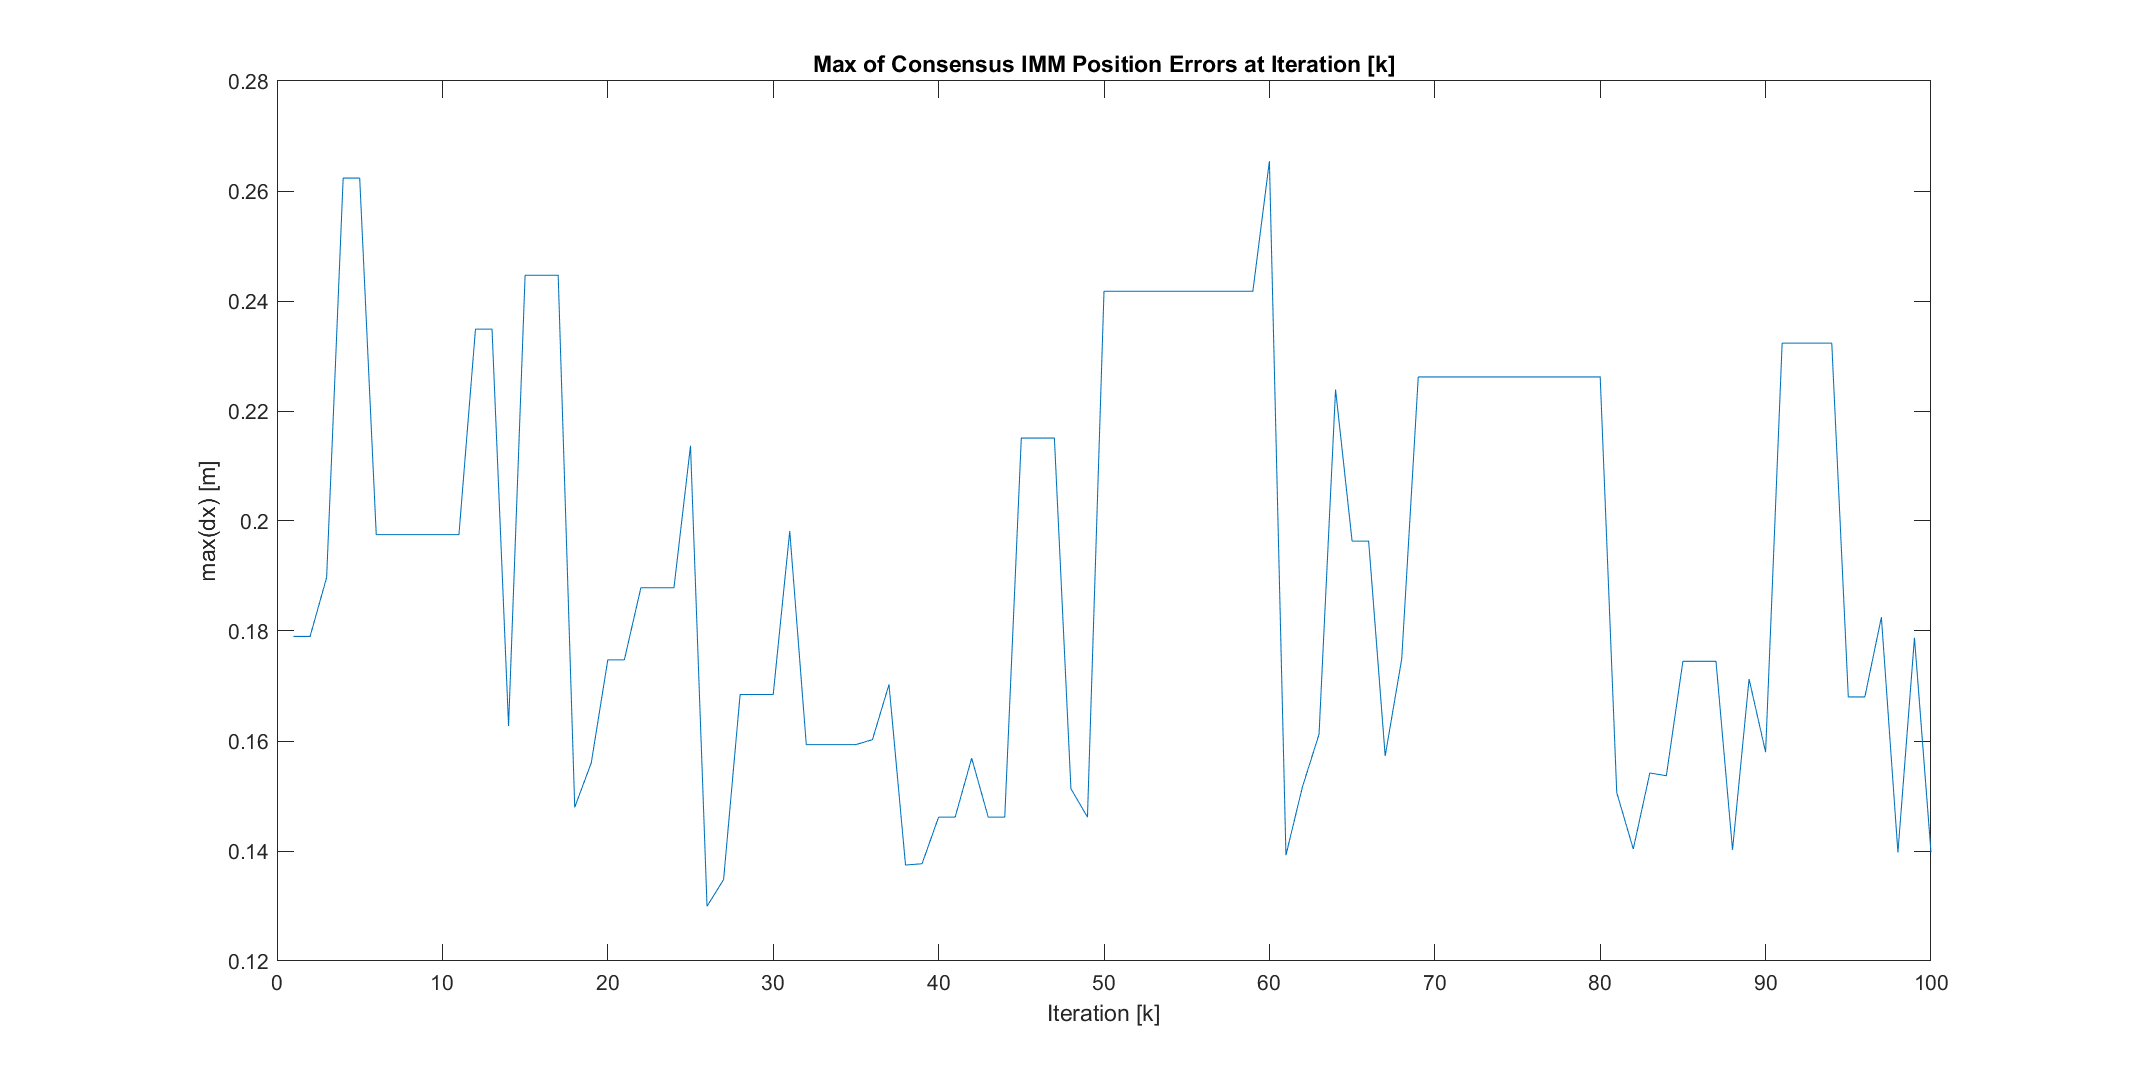 Max of Consensus IMM Position Errors at Iteration [k]
0.28
0.26
0.24
0.22
0.2
0.18
0.16
0.14
0.12
max(dx) [m]
0 10 20 30 40 50 60 70 80 90 100
Iteration [k]